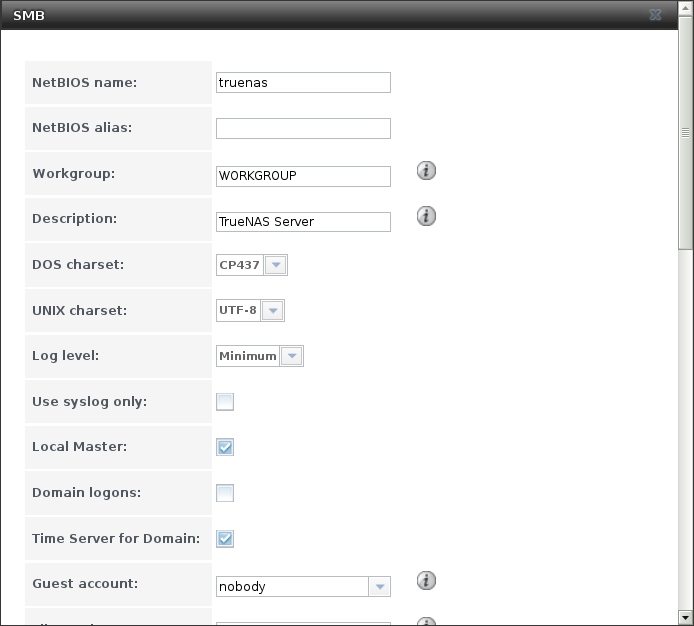 SMB
NetBIOS name: truenas
NetBIOS alias:
Workgroup: WORKGROUP
Description: TrueNAS Server
DOS charset: CP437
UNIX charset: UTF-8
Log level: Minimum
Use syslog only:
Local Master:
Domain logons:
Time Server for Domain:
Guest account: nobody